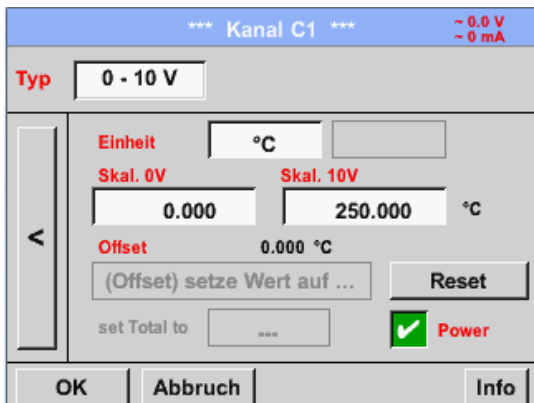 *** Kanal C1 ***
~ 0.0 V
~ 0 mA
Typ 0 - 10 V
Einheit °C
Skal. 0V Skal. 10V
< 0.000 250.000 °C
Offset 0.000 °C
(Offset) setze Wert auf ... Reset
set Total to --- Power
OK Abbruch Info